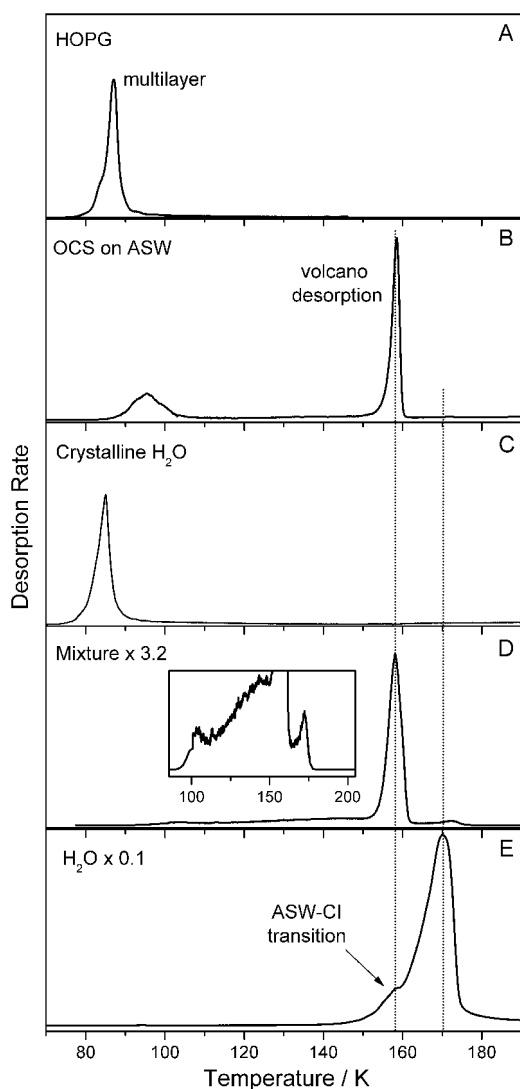 HOPG
A
multilayer
OCS on ASW
B
volcano
desorption
Crystalline H₂O
C
Mixture x 3.2
D
100 150 200
H₂O x 0.1
E
ASW-CI
transition
80 100 120 140 160 180
Desorption Rate
Temperature / K